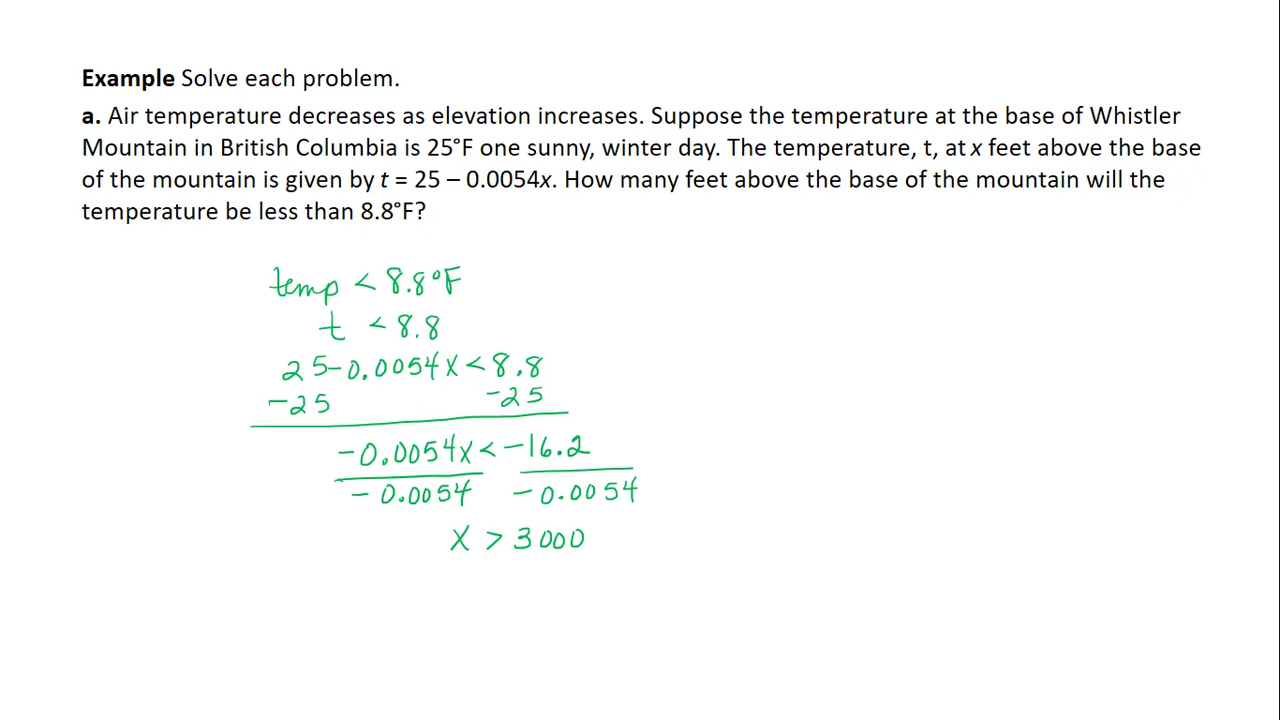 Example Solve each problem.
a. Air temperature decreases as elevation increases. Suppose the temperature at the base of Whistler
Mountain in British Columbia is 25°F one sunny, winter day. The temperature, t, at x feet above the base
of the mountain is given by t = 25 – 0.0054x. How many feet above the base of the mountain will the
temperature be less than 8.8°F?
temp < 8.8°F
t < 8.8
25-0.0054x < 8.8
-25 -25
-0.0054x < -16.2
-0.0054 -0.0054
x > 3000